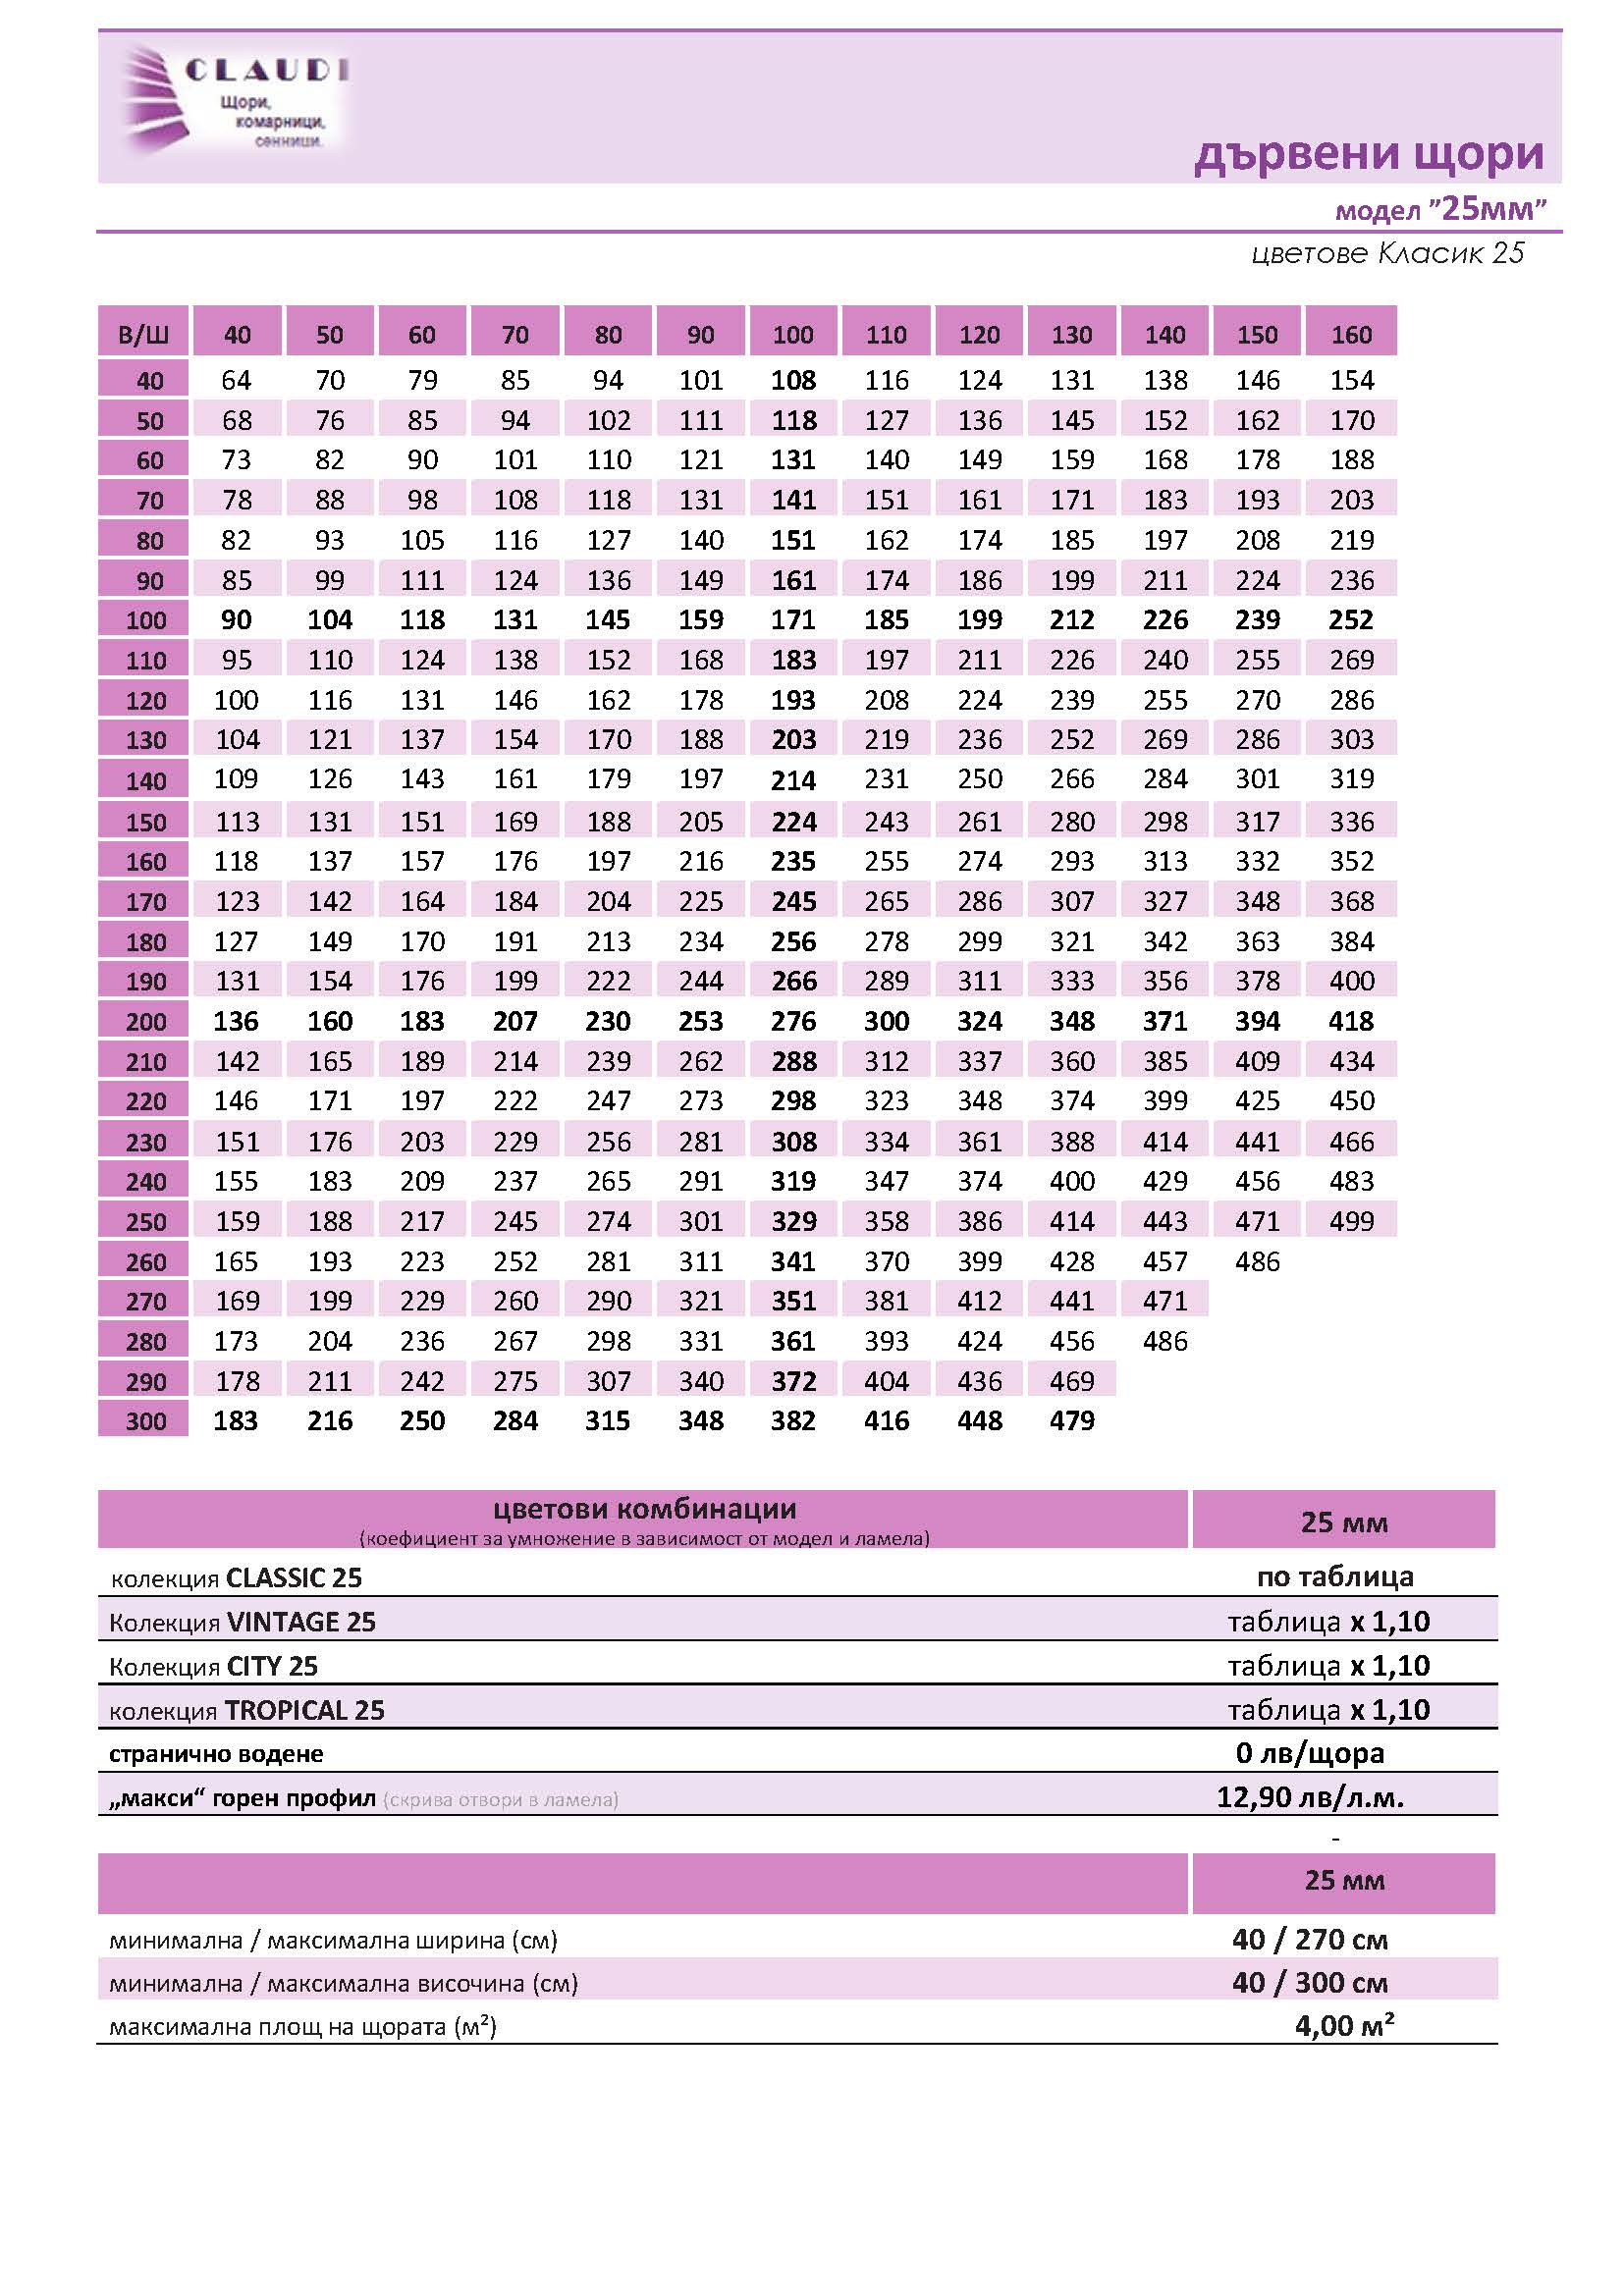 CLAUDI
Щори,
комарници,
сенници.
дървени щори
модел ”25мм”
цветове Класик 25
В/Ш 40 50 60 70 80 90 100 110 120 130 140 150 160
40 64 70 79 85 94 101 108 116 124 131 138 146 154
50 68 76 85 94 102 111 118 127 136 145 152 162 170
60 73 82 90 101 110 121 131 140 149 159 168 178 188
70 78 88 98 108 118 131 141 151 161 171 183 193 203
80 82 93 105 116 127 140 151 162 174 185 197 208 219
90 85 99 111 124 136 149 161 174 186 199 211 224 236
100 90 104 118 131 145 159 171 185 199 212 226 239 252
110 95 110 124 138 152 168 183 197 211 226 240 255 269
120 100 116 131 146 162 178 193 208 224 239 255 270 286
130 104 121 137 154 170 188 203 219 236 252 269 286 303
140 109 126 143 161 179 197 214 231 250 266 284 301 319
150 113 131 151 169 188 205 224 243 261 280 298 317 336
160 118 137 157 176 197 216 235 255 274 293 313 332 352
170 123 142 164 184 204 225 245 265 286 307 327 348 368
180 127 149 170 191 213 234 256 278 299 321 342 363 384
190 131 154 176 199 222 244 266 289 311 333 356 378 400
200 136 160 183 207 230 253 276 300 324 348 371 394 418
210 142 165 189 214 239 262 288 312 337 360 385 409 434
220 146 171 197 222 247 273 298 323 348 374 399 425 450
230 151 176 203 229 256 281 308 334 361 388 414 441 466
240 155 183 209 237 265 291 319 347 374 400 429 456 483
250 159 188 217 245 274 301 329 358 386 414 443 471 499
260 165 193 223 252 281 311 341 370 399 428 457 486
270 169 199 229 260 290 321 351 381 412 441 471
280 173 204 236 267 298 331 361 393 424 456 486
290 178 211 242 275 307 340 372 404 436 469
300 183 216 250 284 315 348 382 416 448 479
цветови комбинации
(коефициент за умножение в зависимост от модел и ламела) 25 мм
колекция CLASSIC 25 по таблица
Колекция VINTAGE 25 таблица х 1,10
Колекция CITY 25 таблица х 1,10
колекция TROPICAL 25 таблица х 1,10
странично водене 0 лв/щора
„макси“ горен профил (скрива отвори в ламела) 12,90 лв/л.м.
-
25 мм
минимална / максимална ширина (см) 40 / 270 см
минимална / максимална височина (см) 40 / 300 см
максимална площ на щората (м²) 4,00 м²